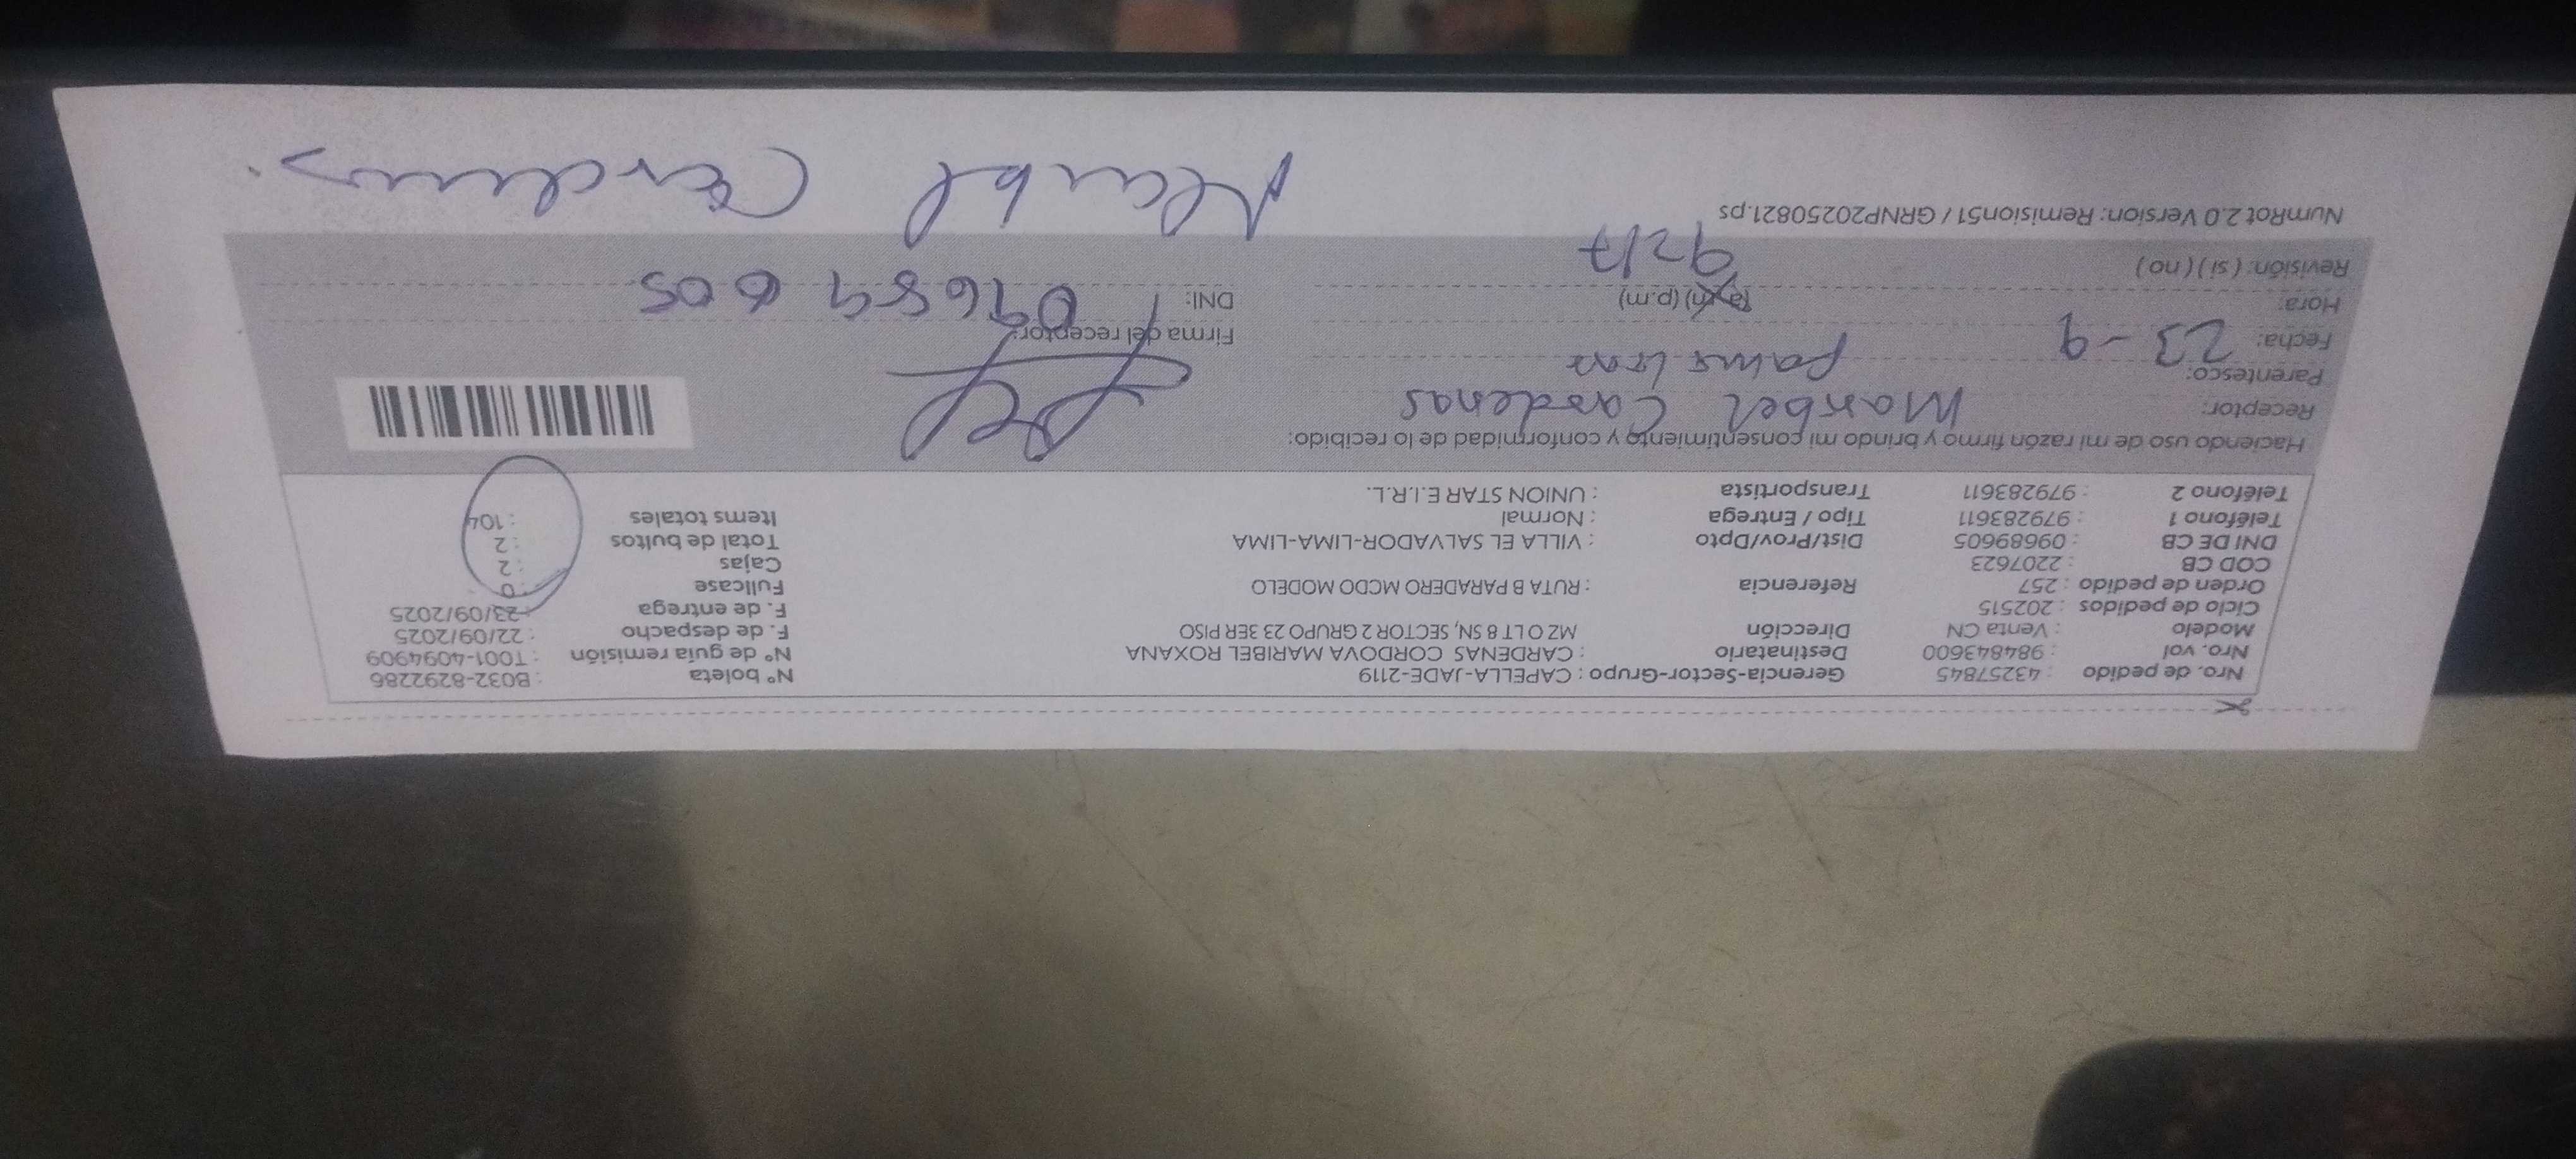 Nro. de pedido : 43257845 Gerencia-Sector-Grupo : CAPELLA-JADE-2119 N° boleta : B032-8292286
Nro. vol : 984843600 Destinatario : CARDENAS CORDOVA MARIBEL ROXANA N° de guia remisión : T001-4094909
Modelo : Venta CN Dirección MZ O LT 8 SN, SECTOR 2 GRUPO 23 3ER PISO F. de despacho : 22/09/2025
Ciclo de pedidos : 202515 F. de entrega : 23/09/2025
Orden de pedido : 257 Referencia : RUTA B PARADERO MCDO MODELO Fullcase : 0
COD CB : 2207623 Cajas : 2
DNI DE CB : 09689605 Dist/Prov/Dpto : VILLA EL SALVADOR-LIMA-LIMA Total de bultos : 2
Teléfono 1 : 979283611 Tipo / Entrega : Normal Items totales : 104
Teléfono 2 : 979283611 Transportista : UNION STAR E.I.R.L.
Haciendo uso de mi razón firmo y brindo mi consentimiento y conformidad de lo recibido:
Receptor: Marbel Cardenas
Parentesco:
Fecha: 23-9 Firma del receptor:
Hora: (a.m) (p.m) DNI: 09689605
Revisión: (si) (no) 9217
NumRot 2.0 Version: Remision51 / GRNP20250821.ps